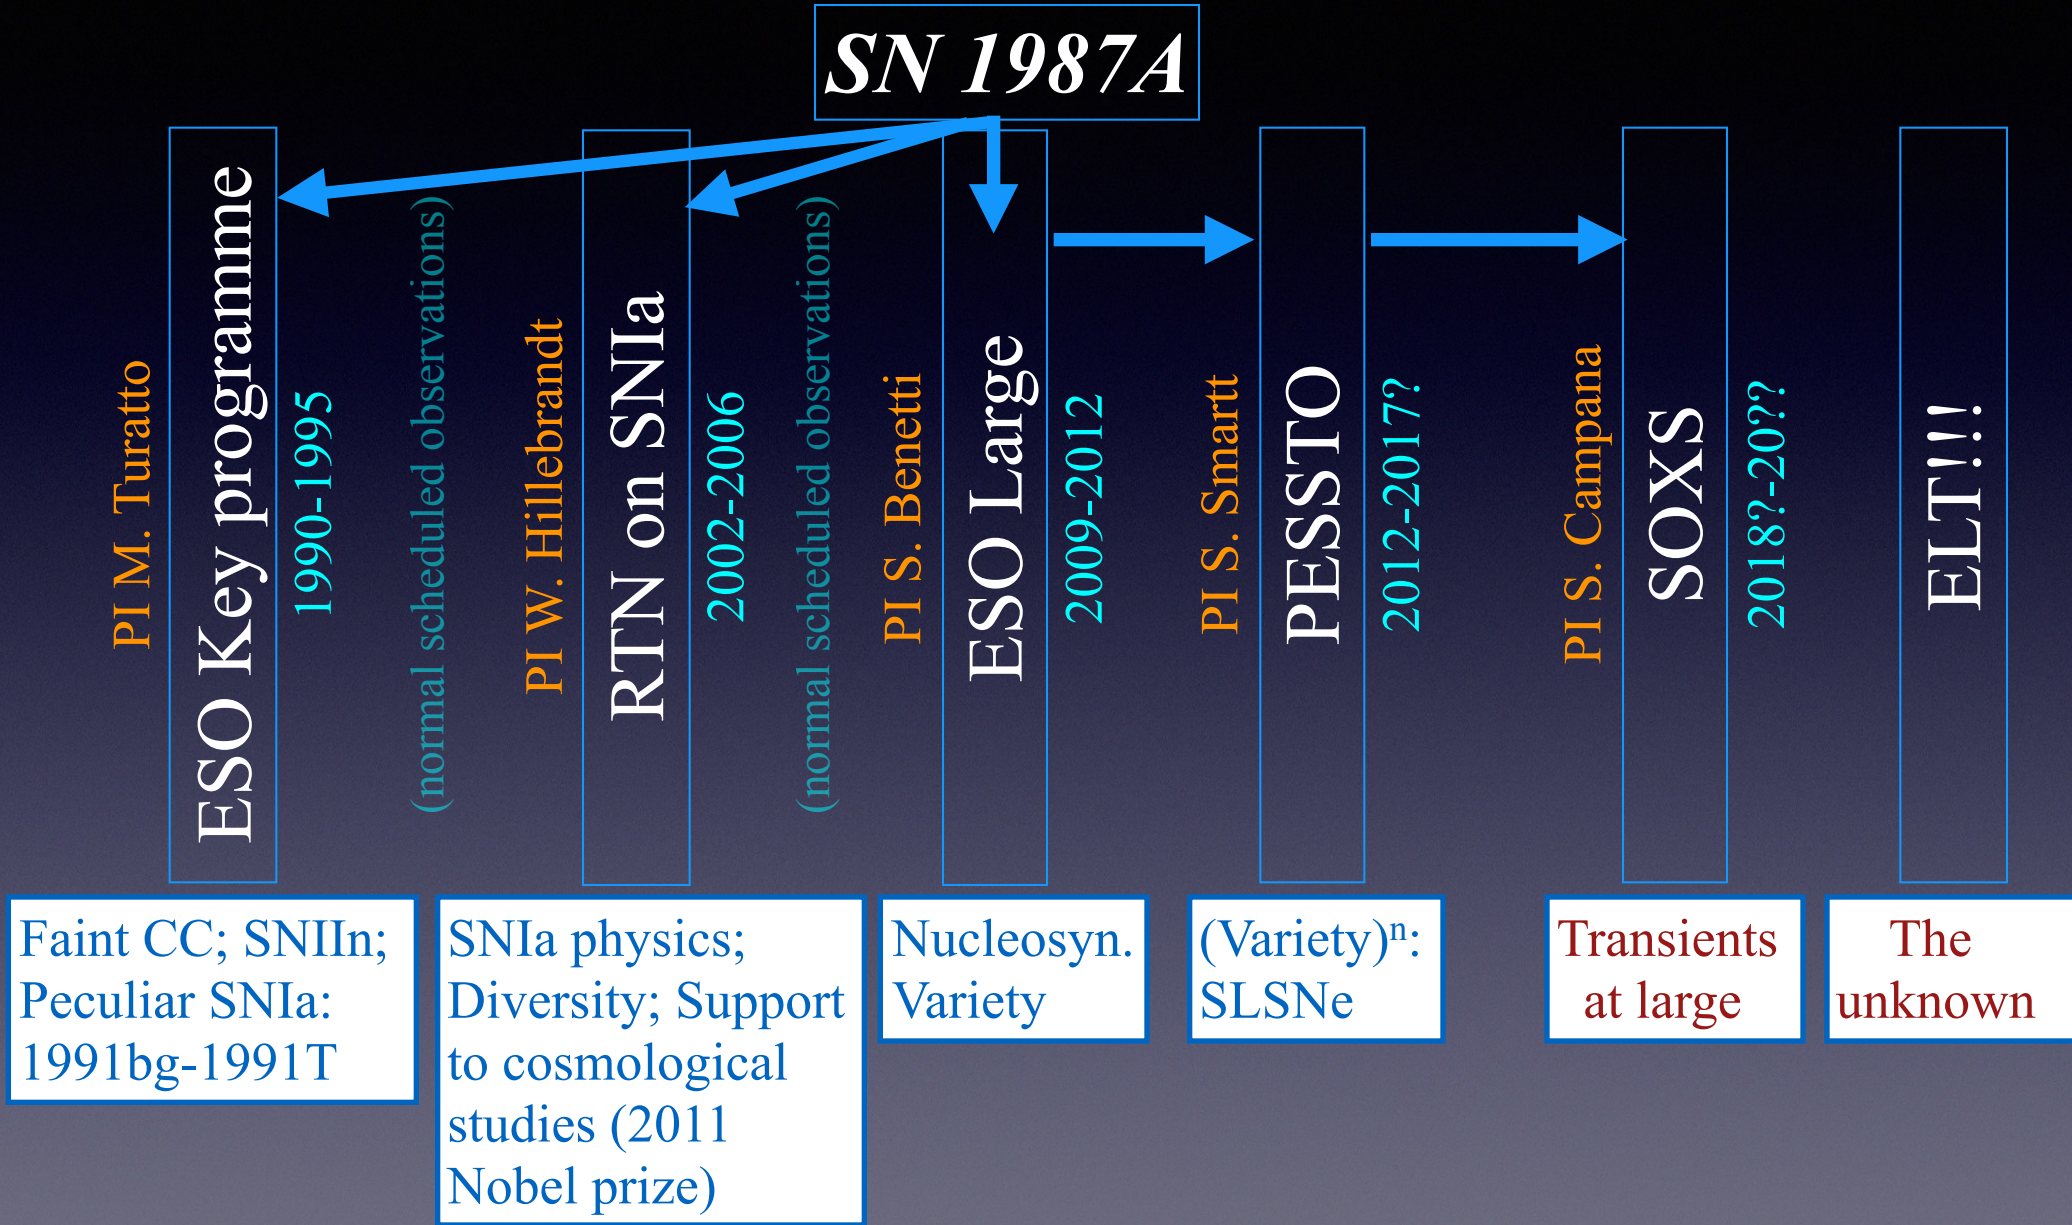 SN 1987A
PI M. Turatto
ESO Key programme
1990-1995
(normal scheduled observations)
PI W. Hillebrandt
RTN on SNIa
2002-2006
(normal scheduled observations)
PI S. Benetti
ESO Large
2009-2012
PI S. Smartt
PESSTO
2012-2017?
PI S. Campana
SOXS
2018?-20??
ELT!!!
Faint CC; SNIIn;
Peculiar SNIa:
1991bg-1991T
SNIa physics;
Diversity; Support
to cosmological
studies (2011
Nobel prize)
Nucleosyn.
Variety
(Variety)ⁿ:
SLSNe
Transients
at large
The
unknown